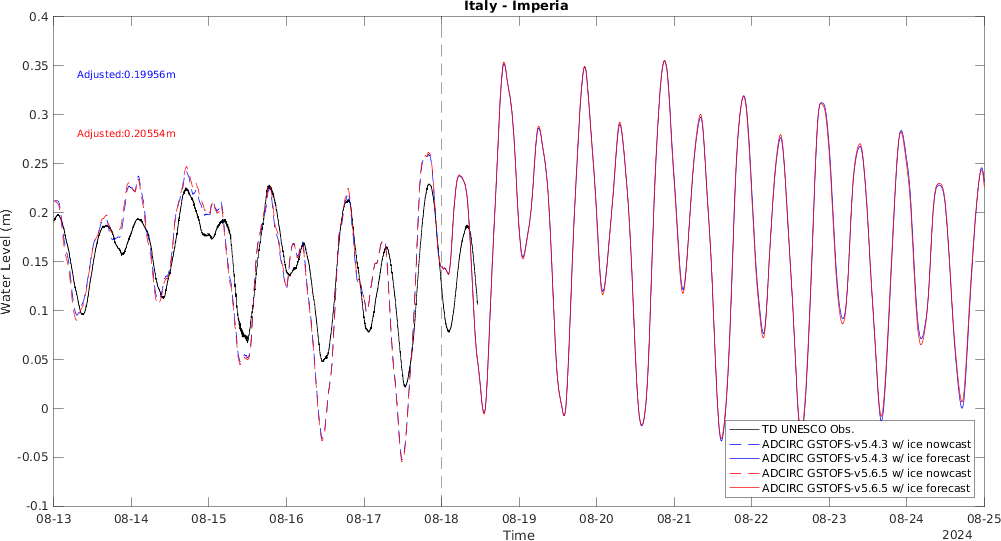 Italy - Imperia
0.4
0.35
0.3
0.25
0.2
0.15
0.1
0.05
0
-0.05
-0.1
Water Level (m)
Adjusted:0.19956m
Adjusted:0.20554m
TD UNESCO Obs.
ADCIRC GSTOFS-v5.4.3 w/ ice nowcast
ADCIRC GSTOFS-v5.4.3 w/ ice forecast
ADCIRC GSTOFS-v5.6.5 w/ ice nowcast
ADCIRC GSTOFS-v5.6.5 w/ ice forecast
08-13 08-14 08-15 08-16 08-17 08-18 08-19 08-20 08-21 08-22 08-23 08-24 08-25
Time
2024